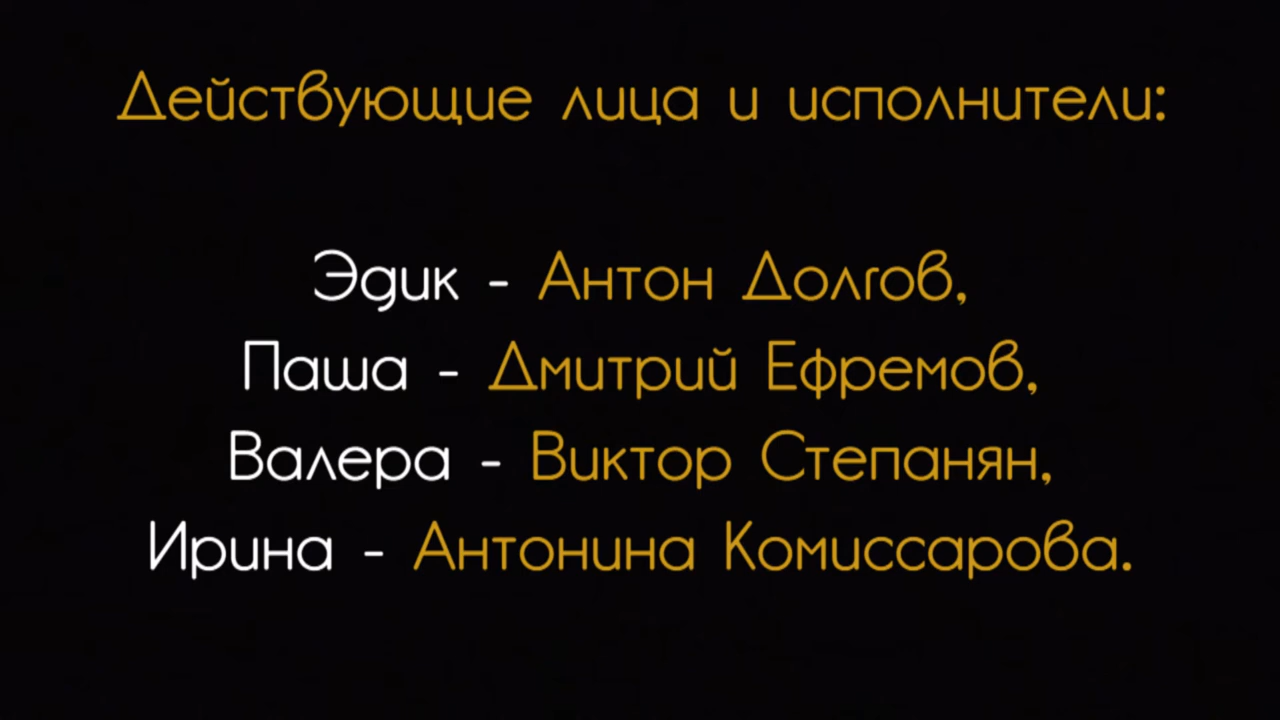 Действующие лица и исполнители:
Эдик - Антон Долгов,
Паша - Дмитрий Ефремов,
Валера - Виктор Степанян,
Ирина - Антонина Комиссарова.